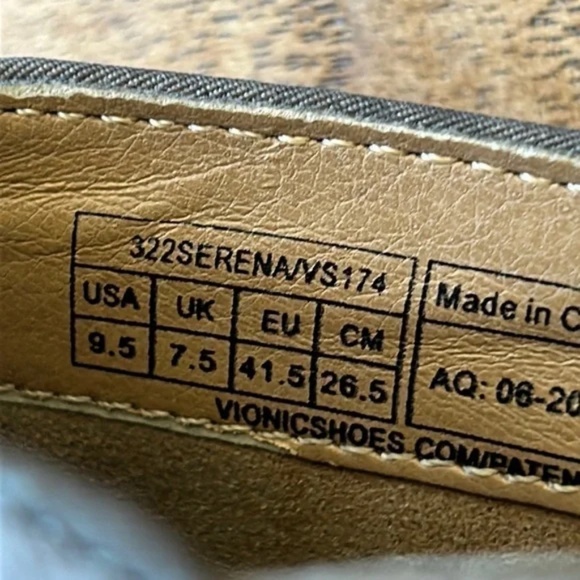 322SERENA/VS174
USA UK EU CM
9.5 7.5 41.5 26.5
Made in C
AQ: 06-20
VIONICSHOES.COM/PATEN